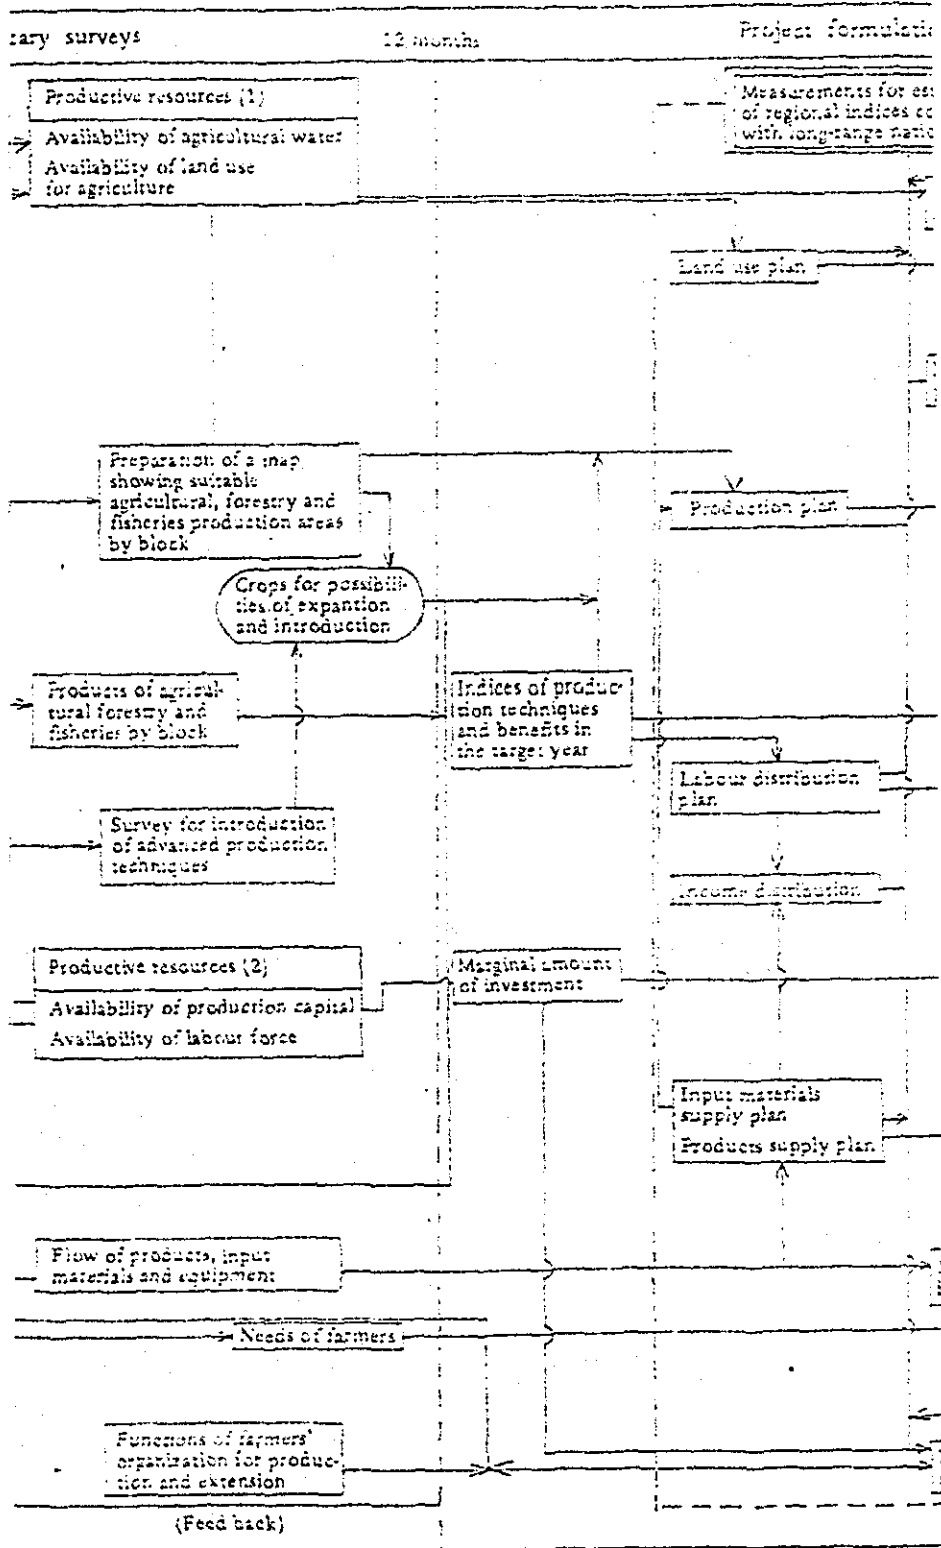 tary surveys
12 months
Project formulatio
Productive resources (1)
Availability of agricultural water
Availability of land use
for agriculture
Measurements for es
of regional indices co
with long-range natio
Land use plan
Preparation of a map
showing suitable
agricultural, forestry and
fisheries production areas
by block
Production plan
Crops for possibili-
ties of expantion
and introduction
Products of agricul-
tural forestry and
fisheries by block
Indices of produc-
tion techniques
and benefits in
the target year
Labour distribution
plan
Survey for introduction
of advanced production
techniques
Income distribution
Productive resources (2)
Availability of production capital
Availability of labour force
Marginal amount
of investment
Input materials
supply plan
Products supply plan
Flow of products, input
materials and equipment
Needs of farmers
Functions of farmers'
organization for produc-
tion and extension
(Feed back)